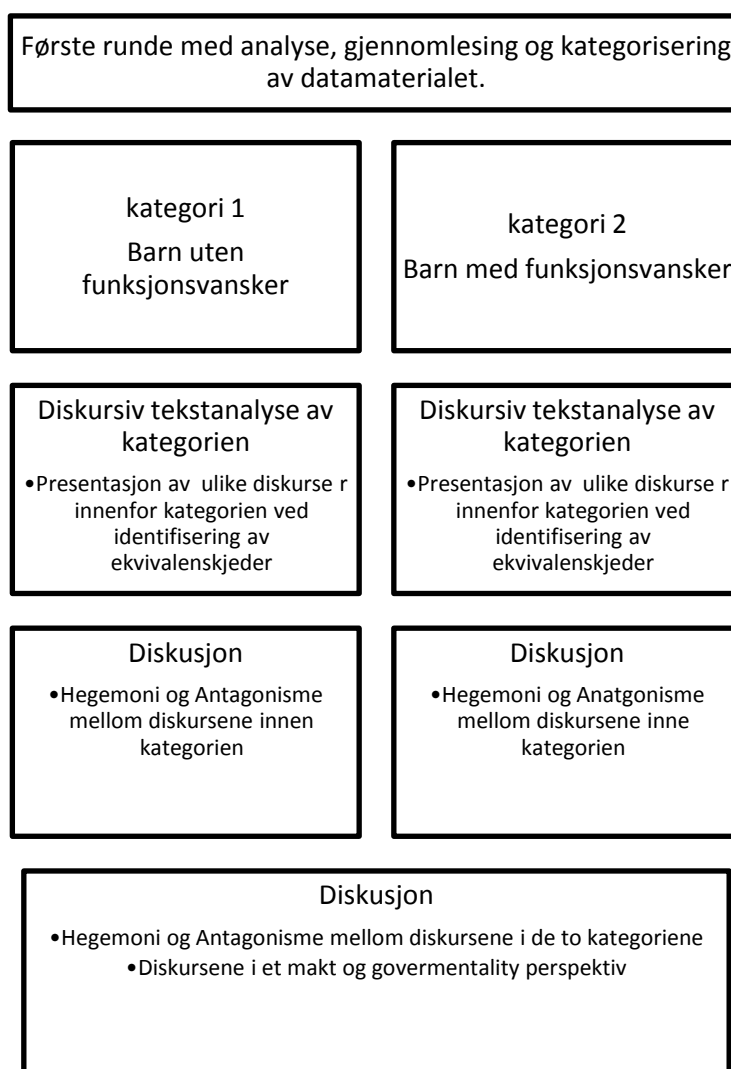 Første runde med analyse, gjennomlesing og kategorisering
av datamaterialet.
kategori 1
Barn uten
funksjonsvansker
kategori 2
Barn med funksjonsvansker
Diskursiv tekstanalyse av
kategorien
•Presentasjon av ulike diskurse r
innenfor kategorien ved
identifisering av
ekvivalenskjeder
Diskursiv tekstanalyse av
kategorien
•Presentasjon av ulike diskurse r
innenfor kategorien ved
identifisering av
ekvivalenskjeder
Diskusjon
•Hegemoni og Antagonisme
mellom diskursene innen
kategorien
Diskusjon
•Hegemoni og Anatgonisme
mellom diskursene inne
kategorien
Diskusjon
•Hegemoni og Antagonisme mellom diskursene i de to kategoriene
•Diskursene i et makt og govermentality perspektiv